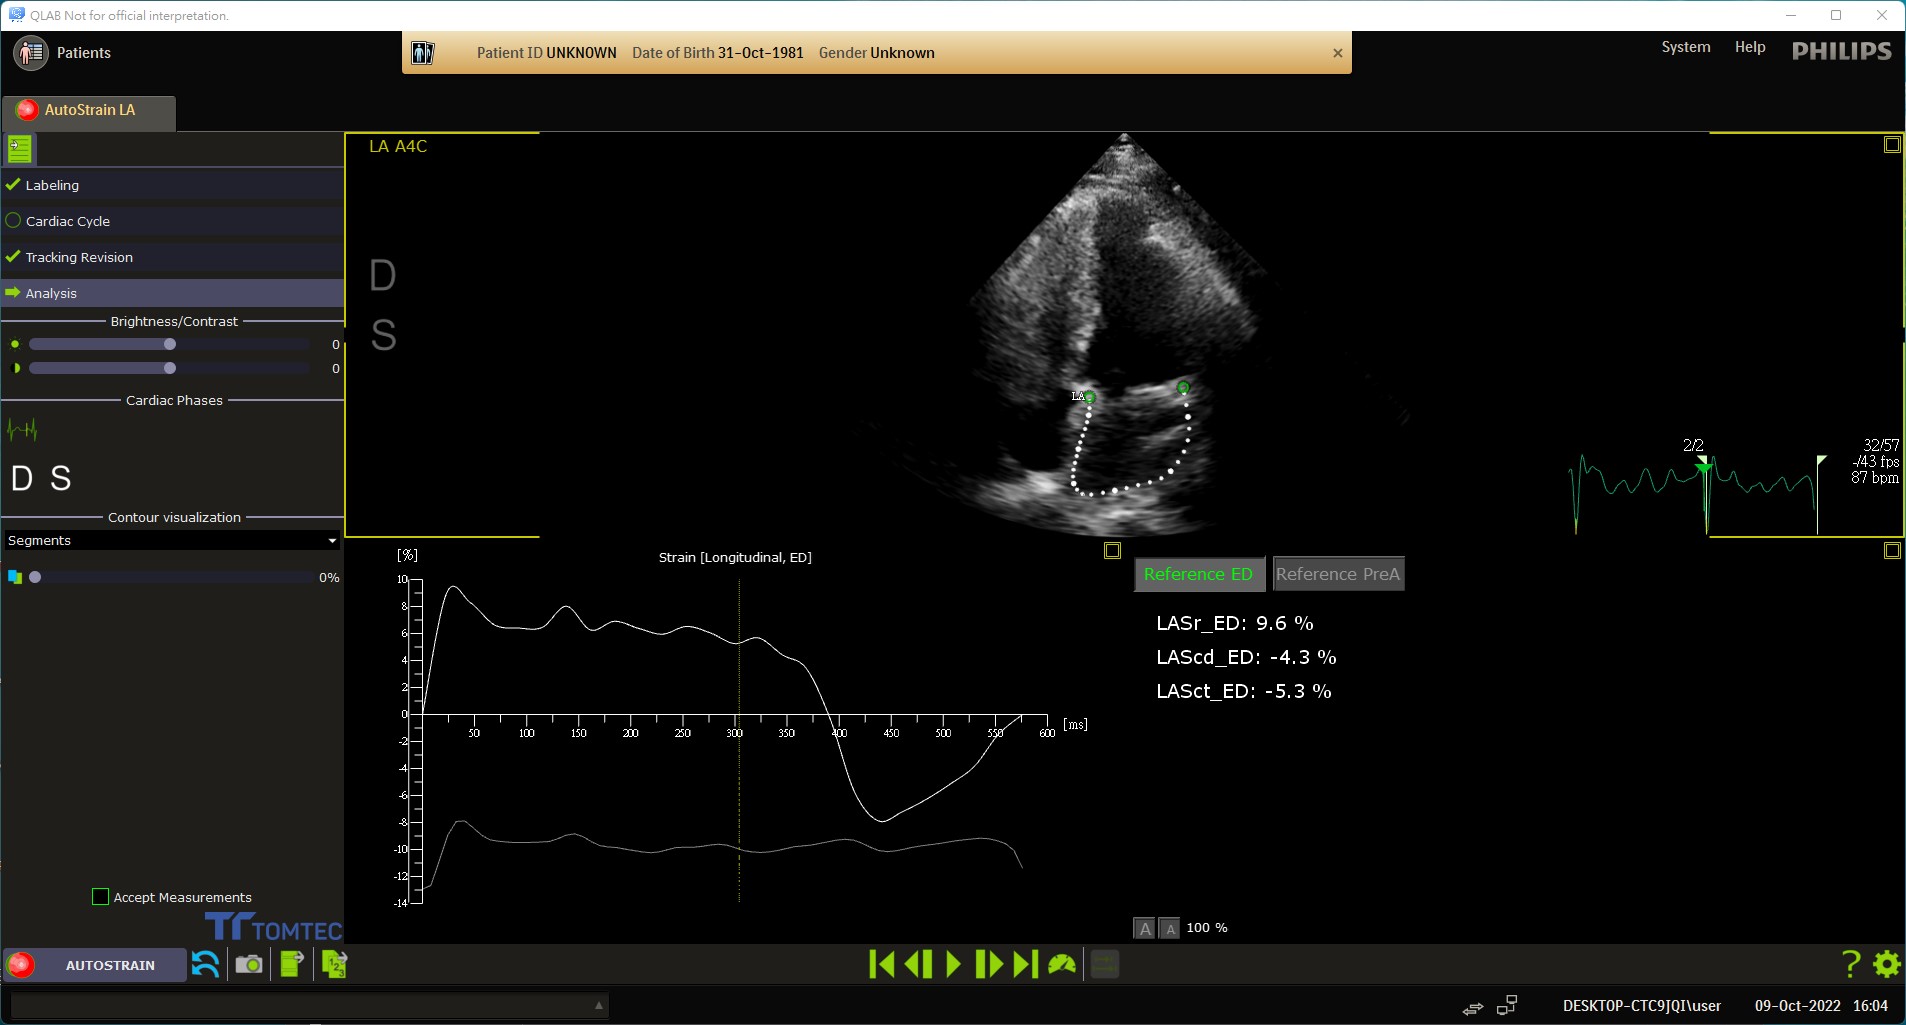 QLAB Not for official interpretation.
Patients
Patient ID UNKNOWN Date of Birth 31-Oct-1981 Gender Unknown
System Help PHILIPS
AutoStrain LA
LA A4C
Labeling
Cardiac Cycle
Tracking Revision
Analysis
Brightness/Contrast
0
0
Cardiac Phases
D S
Contour visualization
Segments
0%
D
S
LA
2/2
32/57
-/43 fps
87 bpm
[%]
Strain [Longitudinal, ED]
10
8
6
4
2
0
-2
-4
-6
-8
-10
-12
-14
50 100 150 200 250 300 350 400 450 500 550 600 [ms]
Reference ED Reference PreA
LASr_ED: 9.6 %
LAScd_ED: -4.3 %
LASct_ED: -5.3 %
A A 100 %
Accept Measurements
TOMTEC
AUTOSTRAIN
1 2 3
?
DESKTOP-CTC9JQI\user 09-Oct-2022 16:04